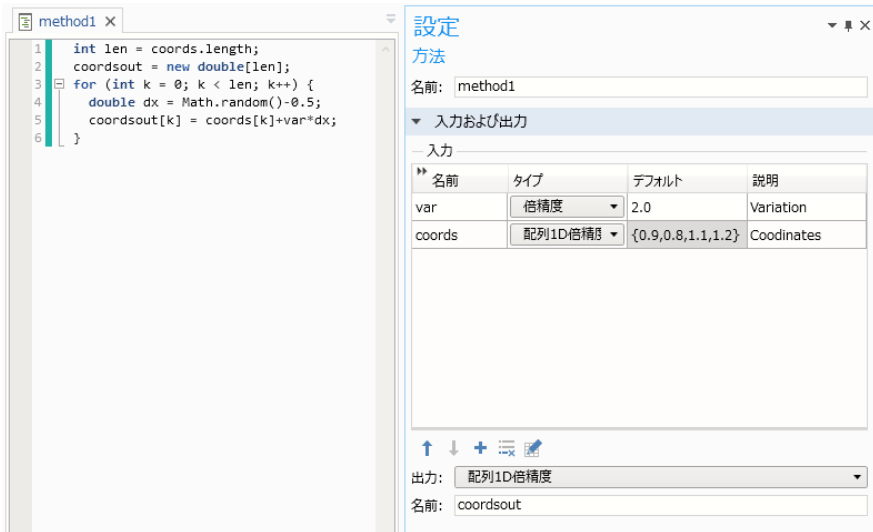 method1
1 int len = coords.length;
2 coordsout = new double[len];
3 for (int k = 0; k < len; k++) {
4 double dx = Math.random()-0.5;
5 coordsout[k] = coords[k]+var*dx;
6 }
設定
方法
名前: method1
入力および出力
入力
名前 タイプ デフォルト 説明
var 倍精度 2.0 Variation
coords 配列1D倍精度 {0.9,0.8,1.1,1.2} Coodinates
出力: 配列1D倍精度
名前: coordsout